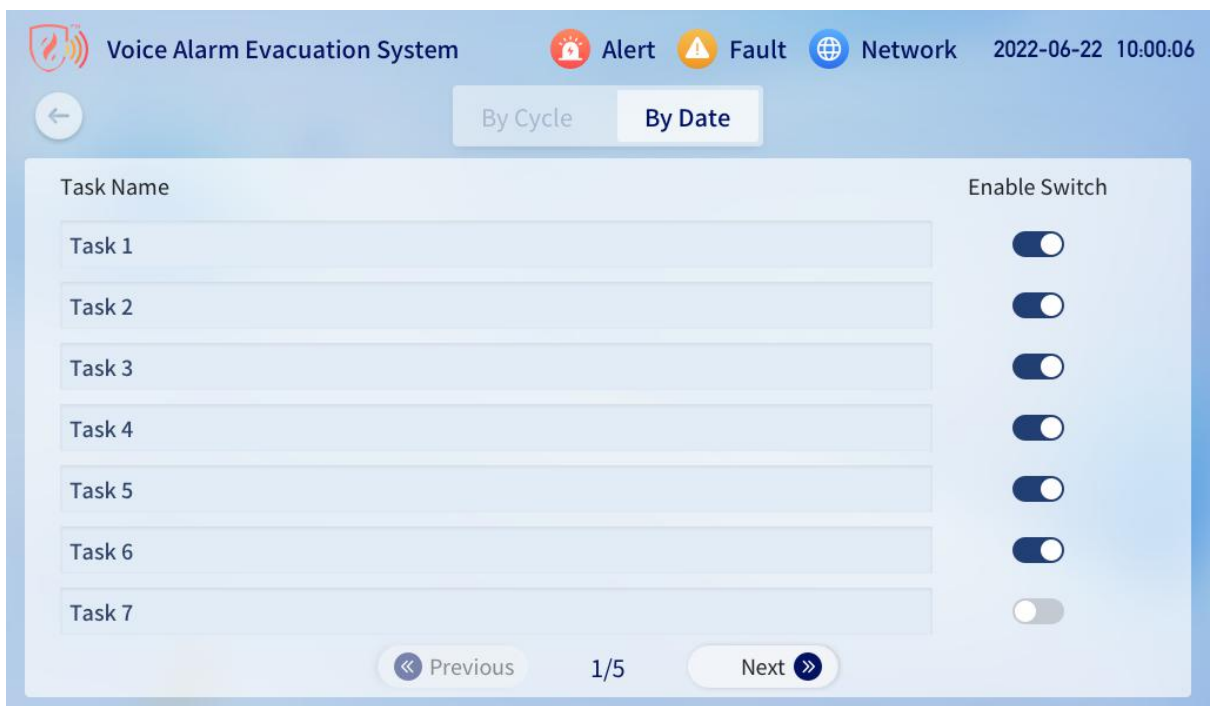 Voice Alarm Evacuation System Alert Fault Network 2022-06-22 10:00:06
By Cycle By Date
Task Name Enable Switch
Task 1
Task 2
Task 3
Task 4
Task 5
Task 6
Task 7
Previous 1/5 Next